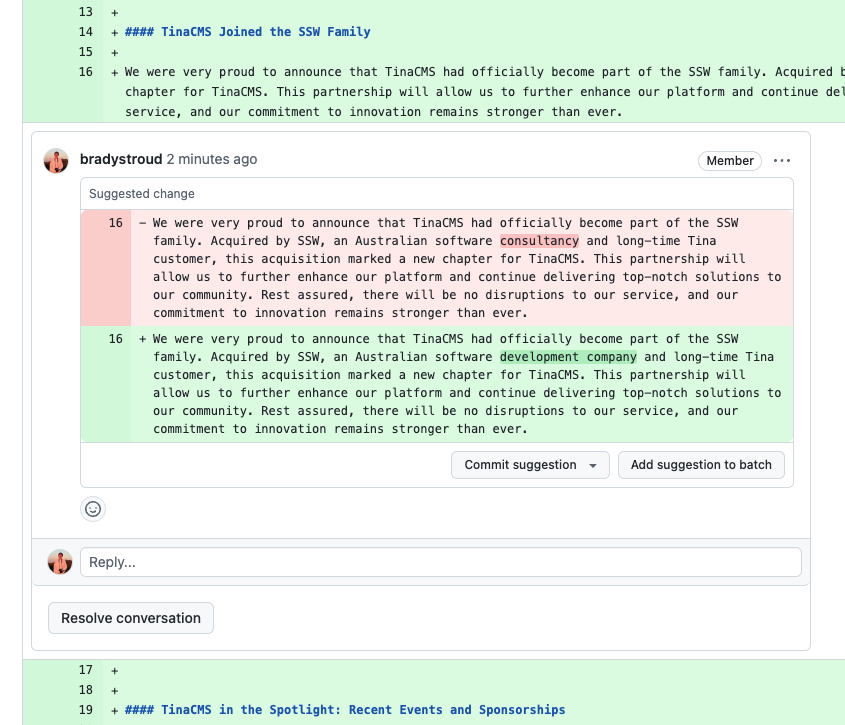 13 +
14 + #### TinaCMS Joined the SSW Family
15 +
16 + We were very proud to announce that TinaCMS had officially become part of the SSW family. Acquired
chapter for TinaCMS. This partnership will allow us to further enhance our platform and continue
service, and our commitment to innovation remains stronger than ever.
bradystroud 2 minutes ago
Member
Suggested change
16 - We were very proud to announce that TinaCMS had officially become part of the SSW
family. Acquired by SSW, an Australian software consultancy and long-time Tina
customer, this acquisition marked a new chapter for TinaCMS. This partnership will
allow us to further enhance our platform and continue delivering top-notch solutions to
our community. Rest assured, there will be no disruptions to our service, and our
commitment to innovation remains stronger than ever.
16 + We were very proud to announce that TinaCMS had officially become part of the SSW
family. Acquired by SSW, an Australian software development company and long-time Tina
customer, this acquisition marked a new chapter for TinaCMS. This partnership will
allow us to further enhance our platform and continue delivering top-notch solutions to
our community. Rest assured, there will be no disruptions to our service, and our
commitment to innovation remains stronger than ever.
Commit suggestion
Add suggestion to batch
Reply...
Resolve conversation
17 +
18 +
19 + #### TinaCMS in the Spotlight: Recent Events and Sponsorships